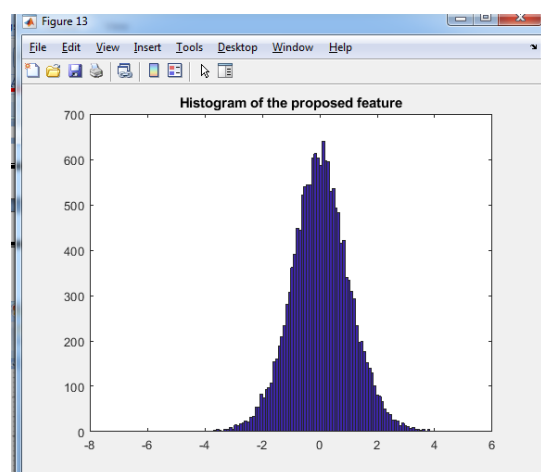 Figure 13
File Edit View Insert Tools Desktop Window Help
Histogram of the proposed feature
700
600
500
400
300
200
100
0
-8 -6 -4 -2 0 2 4 6